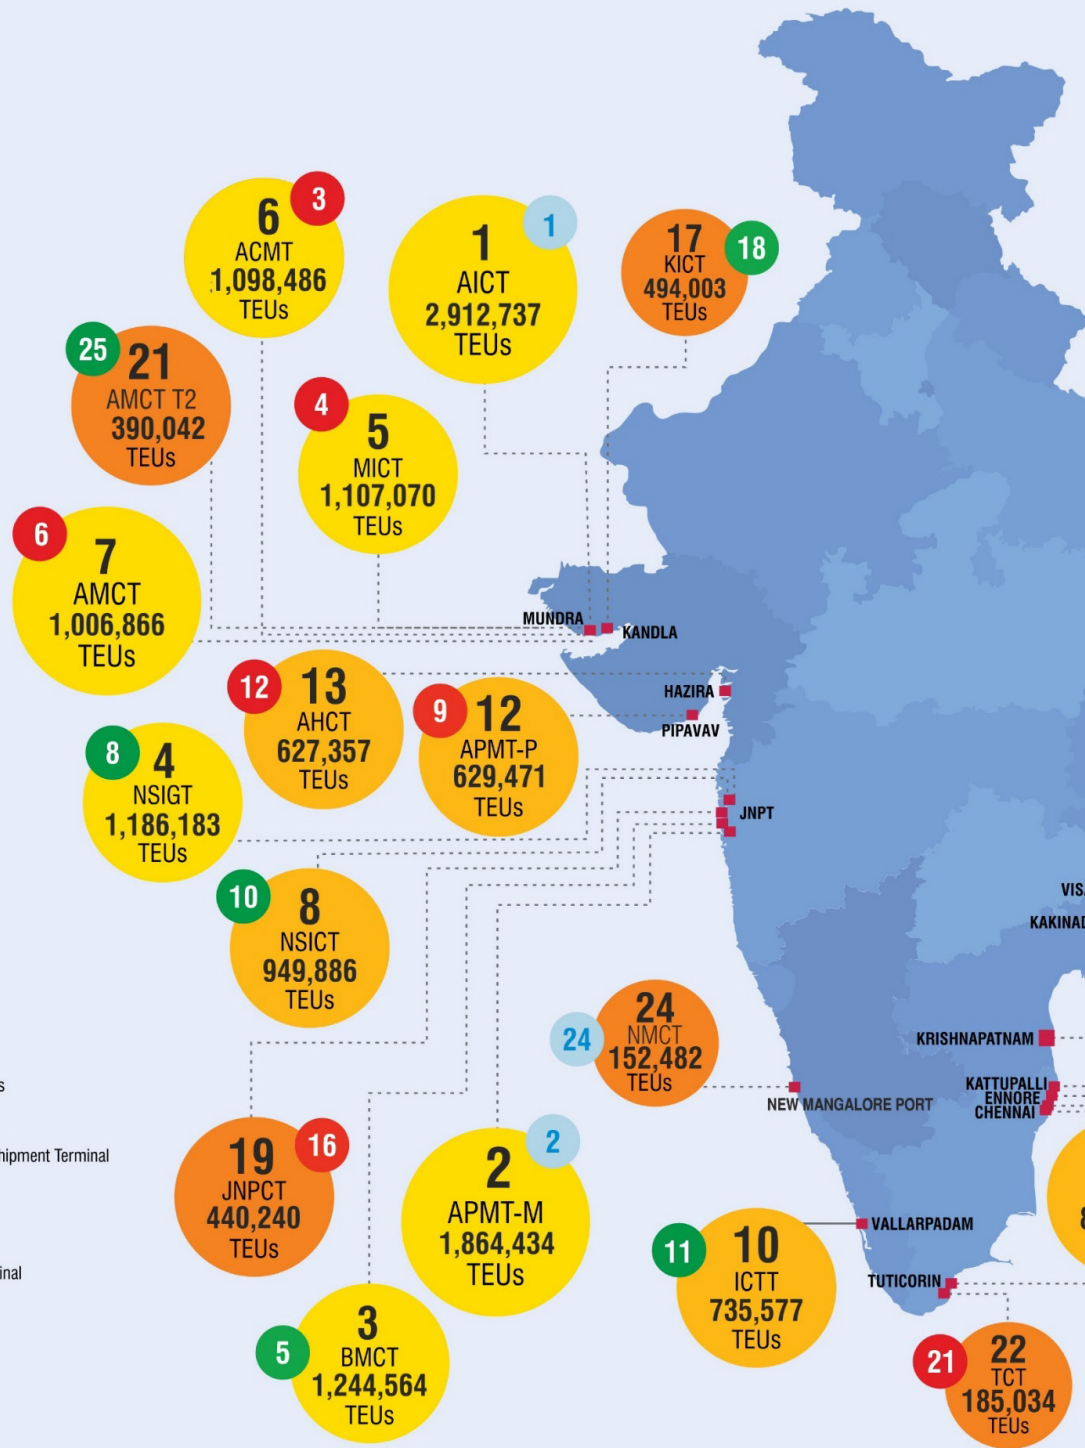 3
6
ACMT
1,098,486
TEUs
1
1
AICT
2,912,737
TEUs
17
KICT
494,003
TEUs
18
25
21
AMCT T2
390,042
TEUs
4
5
MICT
1,107,070
TEUs
6
7
AMCT
1,006,866
TEUs
MUNDRA
KANDLA
12
13
AHCT
627,357
TEUs
9
12
APMT-P
629,471
TEUs
HAZIRA
PIPAVAV
8
4
NSIGT
1,186,183
TEUs
JNPT
10
8
NSICT
949,886
TEUs
VIS
KAKINAD
24
24
NMCT
152,482
TEUs
NEW MANGALORE PORT
KRISHNAPATNAM
KATTUPALLI
ENNORE
CHENNAI
s
hipment Terminal
inal
19
JNPCT
440,240
TEUs
16
2
2
APMT-M
1,864,434
TEUs
11
10
ICTT
735,577
TEUs
VALLARPADAM
TUTICORIN
8
5
3
BMCT
1,244,564
TEUs
21
22
TCT
185,034
TEUs